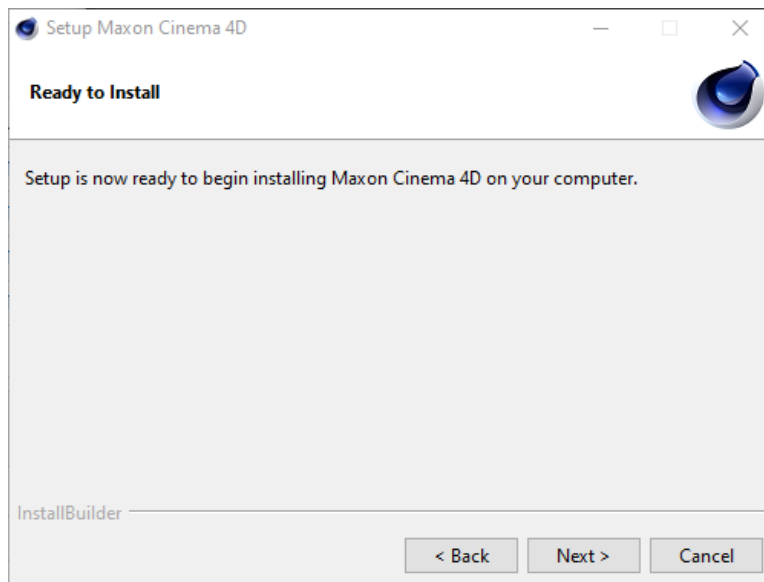 Setup Maxon Cinema 4D
Ready to Install
Setup is now ready to begin installing Maxon Cinema 4D on your computer.
InstallBuilder
< Back Next > Cancel